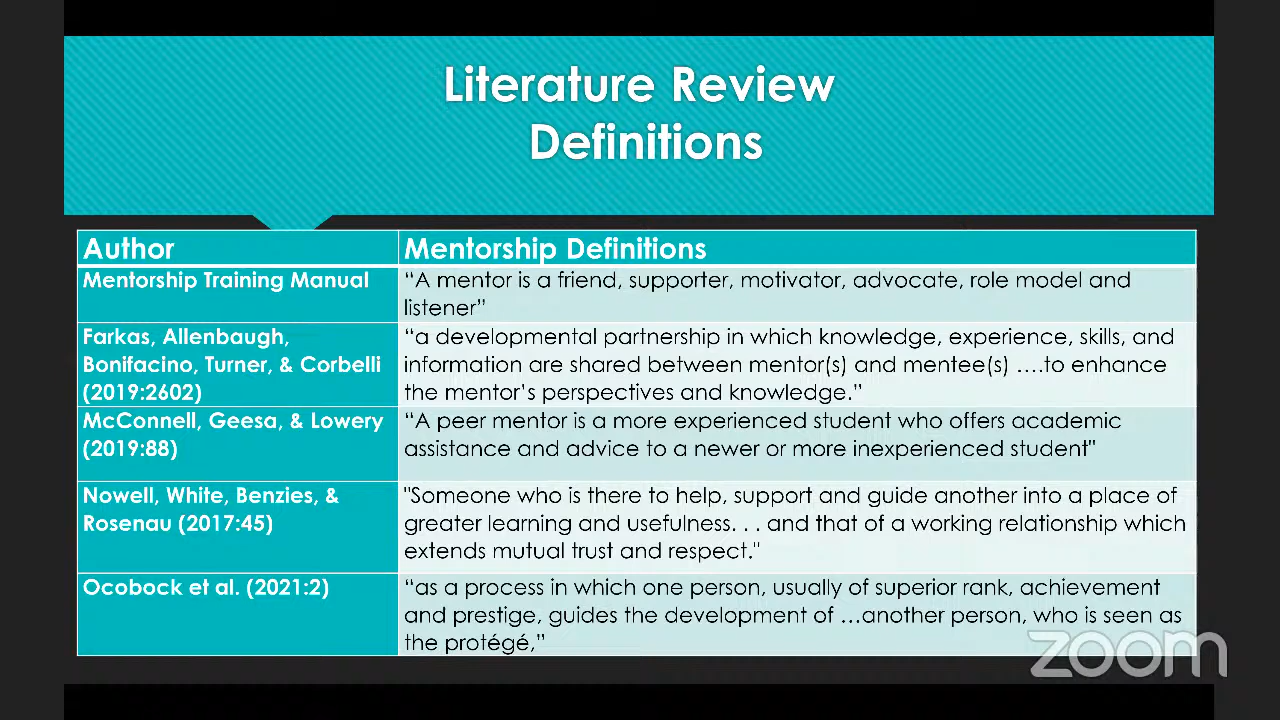 Literature Review
Definitions
Author
Mentorship Definitions
Mentorship Training Manual
“A mentor is a friend, supporter, motivator, advocate, role model and
listener”
Farkas, Allenbaugh,
Bonifacino, Turner, & Corbelli
(2019:2602)
“a developmental partnership in which knowledge, experience, skills, and
information are shared between mentor(s) and mentee(s) ….to enhance
the mentor’s perspectives and knowledge.”
McConnell, Geesa, & Lowery
(2019:88)
“A peer mentor is a more experienced student who offers academic
assistance and advice to a newer or more inexperienced student"
Nowell, White, Benzies, &
Rosenau (2017:45)
"Someone who is there to help, support and guide another into a place of
greater learning and usefulness. . . and that of a working relationship which
extends mutual trust and respect."
Ocobock et al. (2021:2)
“as a process in which one person, usually of superior rank, achievement
and prestige, guides the development of …another person, who is seen as
the protégé,”
zoom